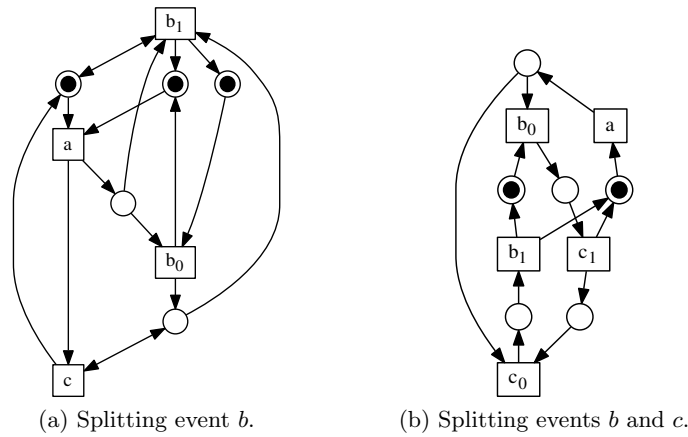 b1
a
b0
c
b0
a
b1
c1
c0
(a) Splitting event b.
(b) Splitting events b and c.